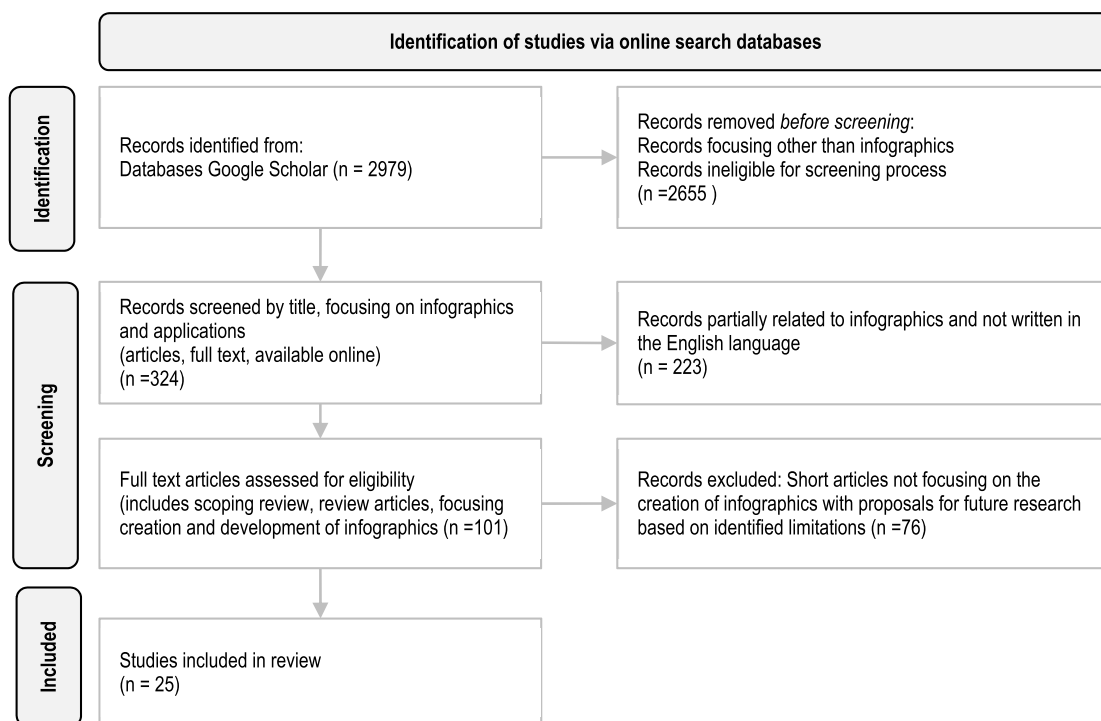 Identification of studies via online search databases
Identification
Records identified from:
Databases Google Scholar (n = 2979)
Records removed before screening:
Records focusing other than infographics
Records ineligible for screening process
(n =2655 )
Screening
Records screened by title, focusing on infographics
and applications
(articles, full text, available online)
(n =324)
Records partially related to infographics and not written in
the English language
(n = 223)
Full text articles assessed for eligibility
(includes scoping review, review articles, focusing
creation and development of infographics (n =101)
Records excluded: Short articles not focusing on the
creation of infographics with proposals for future research
based on identified limitations (n =76)
Included
Studies included in review
(n = 25)